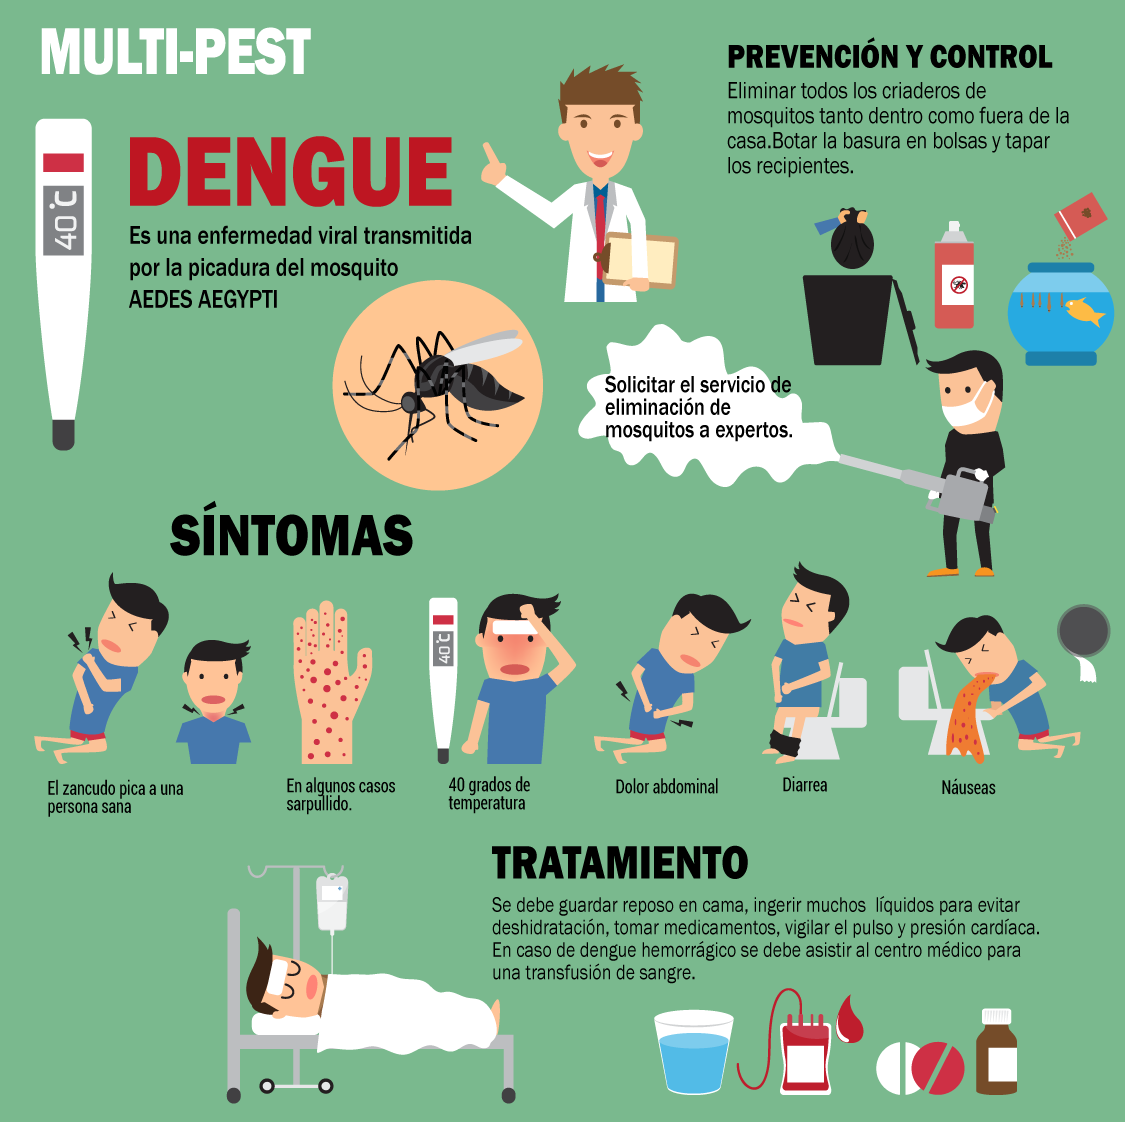 MULTI-PEST
DENGUE
Es una enfermedad viral transmitida
por la picadura del mosquito
AEDES AEGYPTI
40°C
PREVENCIÓN Y CONTROL
Eliminar todos los criaderos de
mosquitos tanto dentro como fuera de la
casa.Botar la basura en bolsas y tapar
los recipientes.
Solicitar el servicio de
eliminación de
mosquitos a expertos.
SÍNTOMAS
40°C
El zancudo pica a una
persona sana
En algunos casos
sarpullido.
40 grados de
temperatura
Dolor abdominal
Diarrea
Náuseas
TRATAMIENTO
Se debe guardar reposo en cama, ingerir muchos líquidos para evitar
deshidratación, tomar medicamentos, vigilar el pulso y presión cardíaca.
En caso de dengue hemorrágico se debe asistir al centro médico para
una transfusión de sangre.